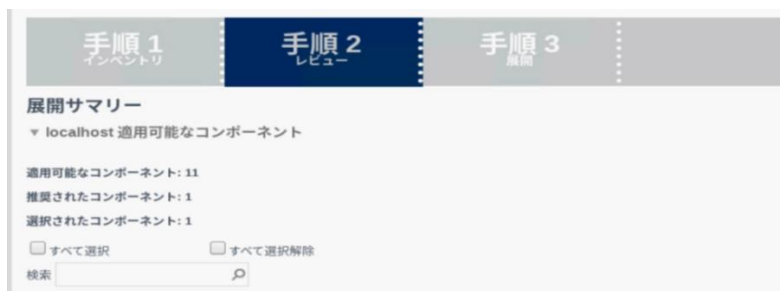 手順 1 手順 2 手順 3
インベントリ レビュー 展開
展開サマリー
▼ localhost 適用可能なコンポーネント
適用可能なコンポーネント: 11
推奨されたコンポーネント: 1
選択されたコンポーネント: 1
すべて選択 すべて選択解除
検索